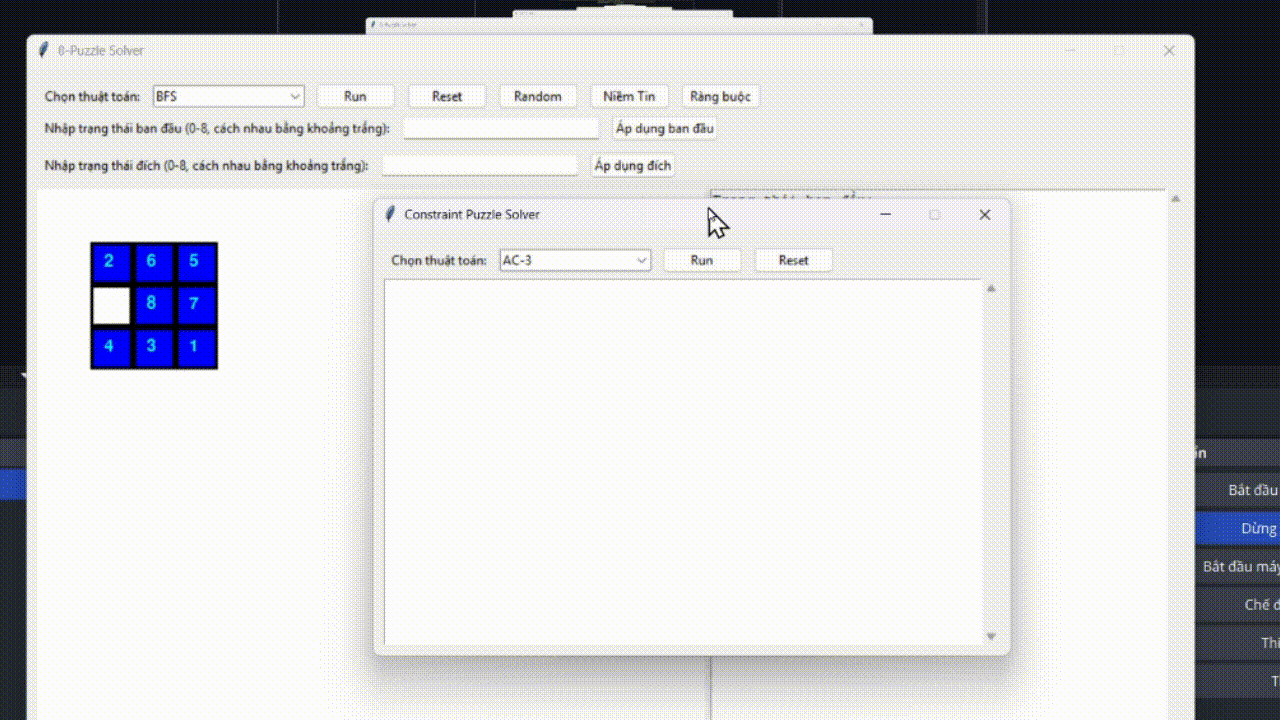 8-Puzzle Solver
Chọn thuật toán: BFS Run Reset Random Niềm Tin Ràng buộc
Nhập trạng thái ban đầu (0-8, cách nhau bằng khoảng trắng): Áp dụng ban đầu
Nhập trạng thái đích (0-8, cách nhau bằng khoảng trắng): Áp dụng đích
2 6 5
8 7
4 3 1
Constraint Puzzle Solver
Chọn thuật toán: AC-3 Run Reset
Bắt đầu
Dừng
Bắt đầu máy
Chế